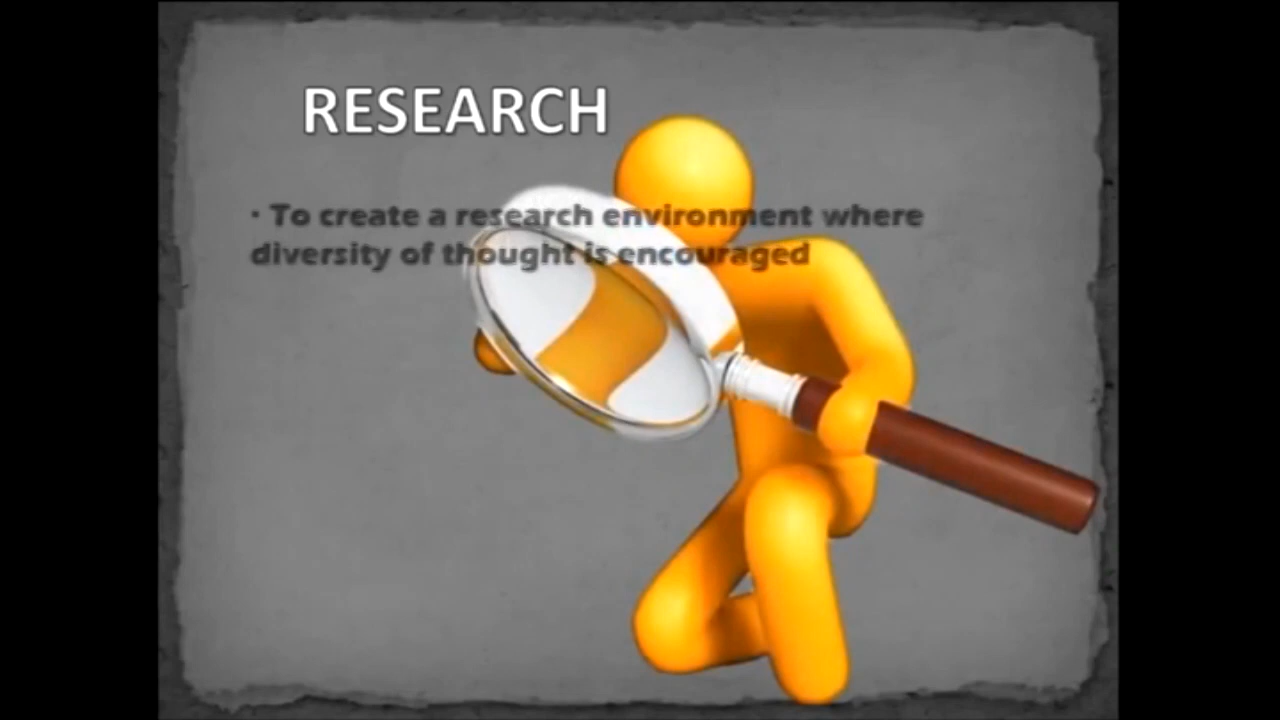 RESEARCH
· To create a research environment where
diversity of thought is encouraged